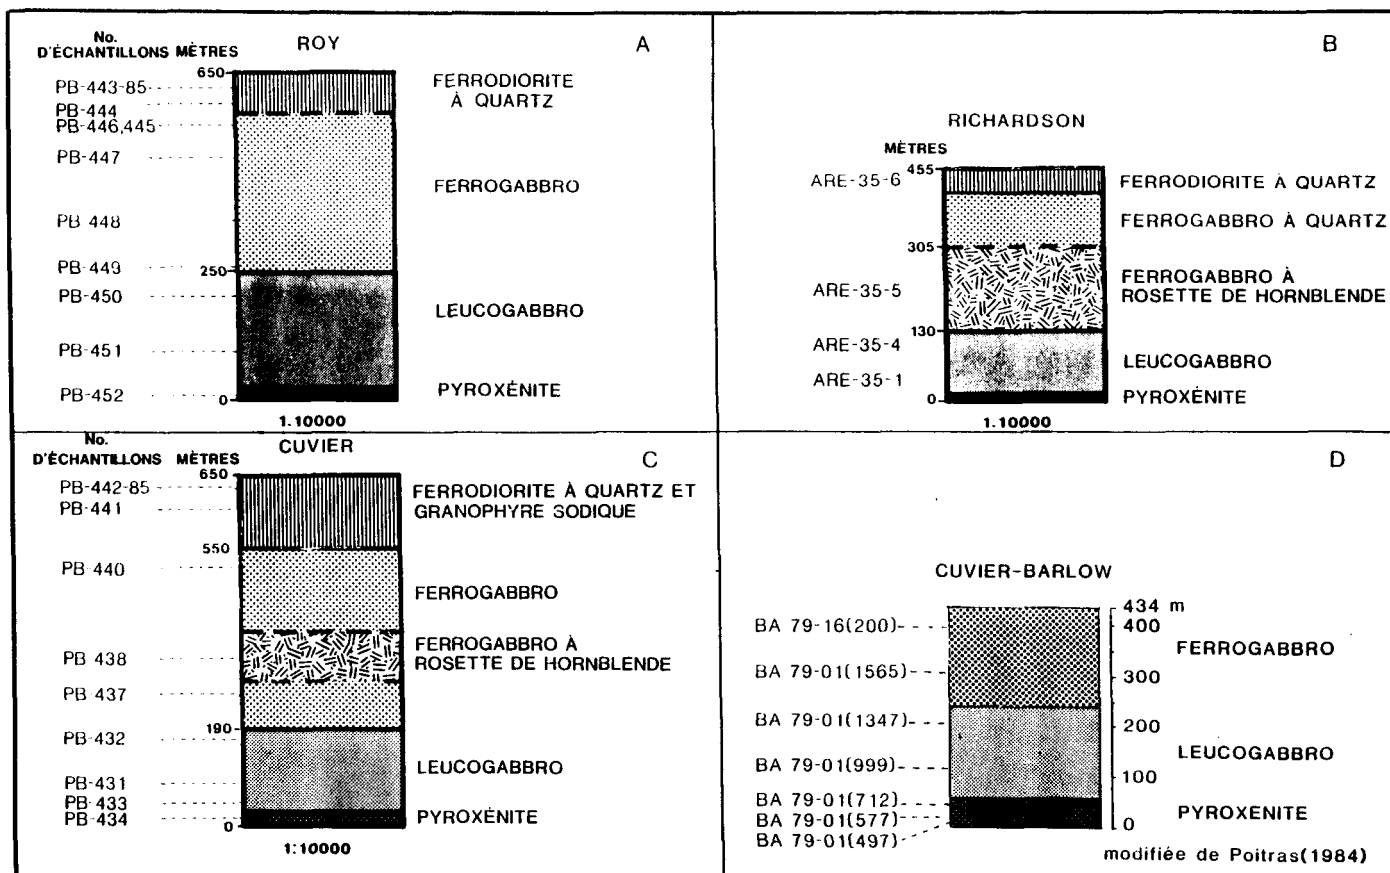 A
No.
D'ÉCHANTILLONS MÈTRES
ROY
650
PB-443-85
PB-444
PB-446,445
PB-447
PB 448
PB-449
250
PB-450
PB-451
PB-452
0
FERRODIORITE
À QUARTZ
FERROGABBRO
LEUCOGABBRO
PYROXÉNITE
1:10000
B
RICHARDSON
MÈTRES
455
ARE-35-6
305
ARE-35-5
130
ARE-35-4
ARE-35-1
0
FERRODIORITE À QUARTZ
FERROGABBRO À QUARTZ
FERROGABBRO À
ROSETTE DE HORNBLENDE
LEUCOGABBRO
PYROXÉNITE
1:10000
C
No.
D'ÉCHANTILLONS MÈTRES
CUVIER
650
PB-442-85
PB-441
550
PB-440
PB 438
PB-437
190
PB-432
PB-431
PB-433
PB-434
0
FERRODIORITE À QUARTZ ET
GRANOPHYRE SODIQUE
FERROGABBRO
FERROGABBRO À
ROSETTE DE HORNBLENDE
LEUCOGABBRO
PYROXÉNITE
1:10000
D
CUVIER-BARLOW
434 m
400
300
200
100
0
BA 79-16(200)
BA 79-01(1565)
BA 79-01(1347)
BA 79-01(999)
BA 79-01(712)
BA 79-01(577)
BA 79-01(497)
FERROGABBRO
LEUCOGABBRO
PYROXENITE
modifiée de Poitras(1984)